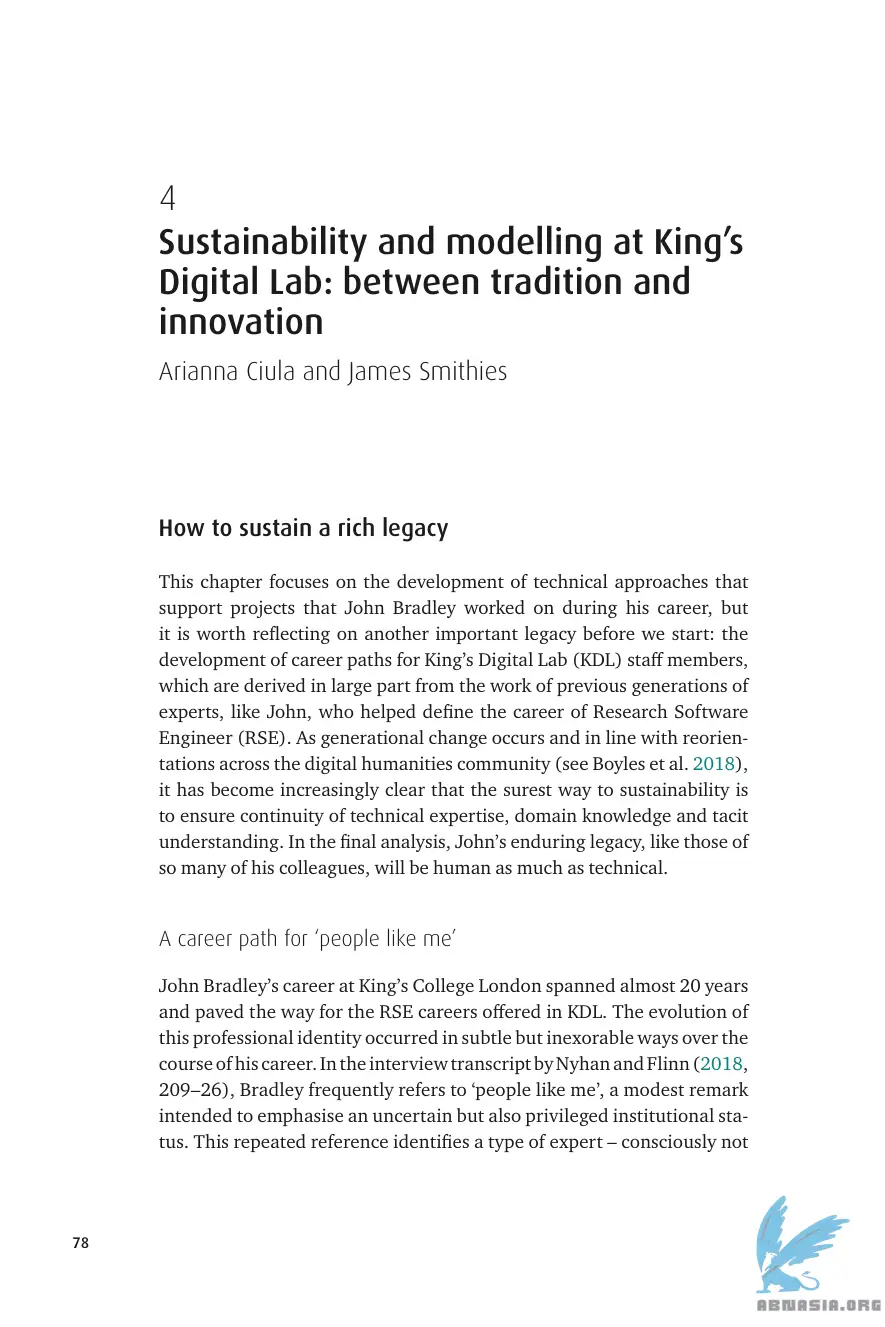 4
Sustainability and modelling at King’s
Digital Lab: between tradition and
innovation
Arianna Ciula and James Smithies
How to sustain a rich legacy
This chapter focuses on the development of technical approaches that
support projects that John Bradley worked on during his career, but
it is worth reflecting on another important legacy before we start: the
development of career paths for King’s Digital Lab (KDL) staff members,
which are derived in large part from the work of previous generations of
experts, like John, who helped define the career of Research Software
Engineer (RSE). As generational change occurs and in line with reorien-
tations across the digital humanities community (see Boyles et al. 2018),
it has become increasingly clear that the surest way to sustainability is
to ensure continuity of technical expertise, domain knowledge and tacit
understanding. In the final analysis, John’s enduring legacy, like those of
so many of his colleagues, will be human as much as technical.
A career path for ‘people like me’
John Bradley’s career at King’s College London spanned almost 20 years
and paved the way for the RSE careers offered in KDL. The evolution of
this professional identity occurred in subtle but inexorable ways over the
course of his career. In the interview transcript by Nyhan and Flinn (2018,
209–26), Bradley frequently refers to ‘people like me’, a modest remark
intended to emphasise an uncertain but also privileged institutional sta-
tus. This repeated reference identifies a type of expert – consciously not
78
ABNASIA.ORG